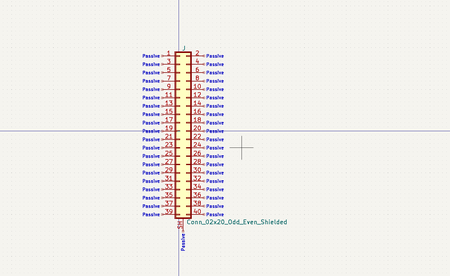 J
Passive 1 2 Passive
Passive 3 4 Passive
Passive 5 6 Passive
Passive 7 8 Passive
Passive 9 10 Passive
Passive 11 12 Passive
Passive 13 14 Passive
Passive 15 16 Passive
Passive 17 18 Passive
Passive 19 20 Passive
Passive 21 22 Passive
Passive 23 24 Passive
Passive 25 26 Passive
Passive 27 28 Passive
Passive 29 30 Passive
Passive 31 32 Passive
Passive 33 34 Passive
Passive 35 36 Passive
Passive 37 38 Passive
Passive 39 40 Passive
SH
Conn_02x20_Odd_Even_Shielded
Passive